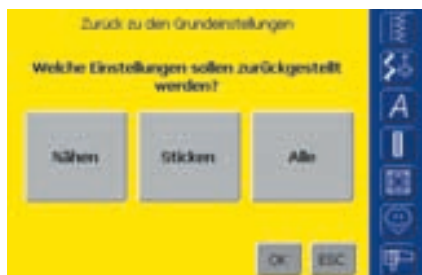 Zurück zu den Grundeinstellungen
Welche Einstellungen sollen zurückgestellt
werden?
Nähen
Sticken
Alle
OK
ESC
A